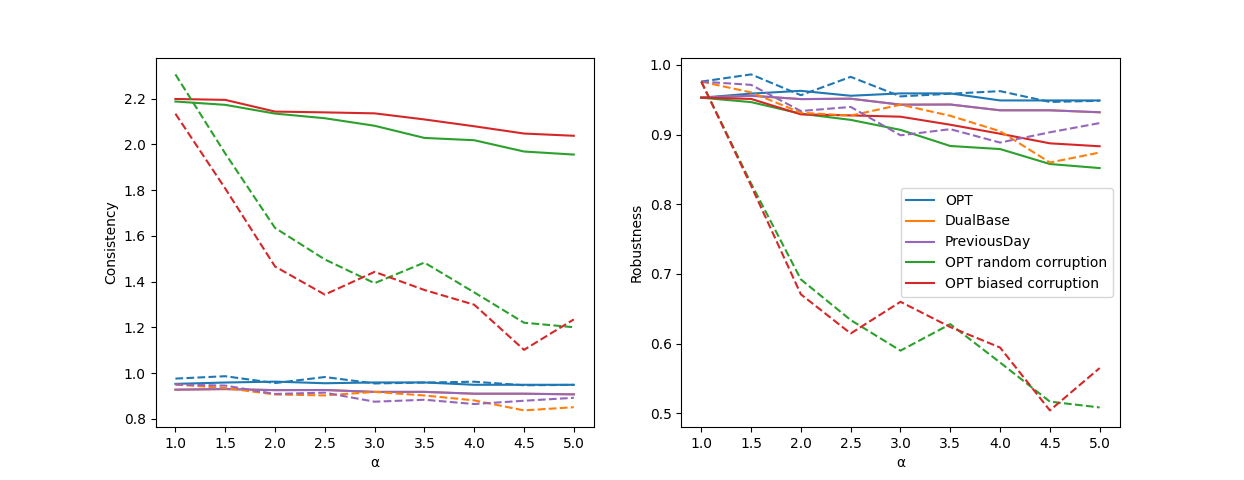 2.2
2.0
1.8
1.6
1.4
1.2
1.0
0.8
Consistency
1.0 1.5 2.0 2.5 3.0 3.5 4.0 4.5 5.0
α
1.0
0.9
0.8
0.7
0.6
0.5
Robustness
OPT
DualBase
PreviousDay
OPT random corruption
OPT biased corruption
1.0 1.5 2.0 2.5 3.0 3.5 4.0 4.5 5.0
α